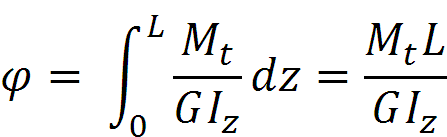 φ = ∫₀ᴸ M_t/(GI_z) dz = M_t L/(GI_z)